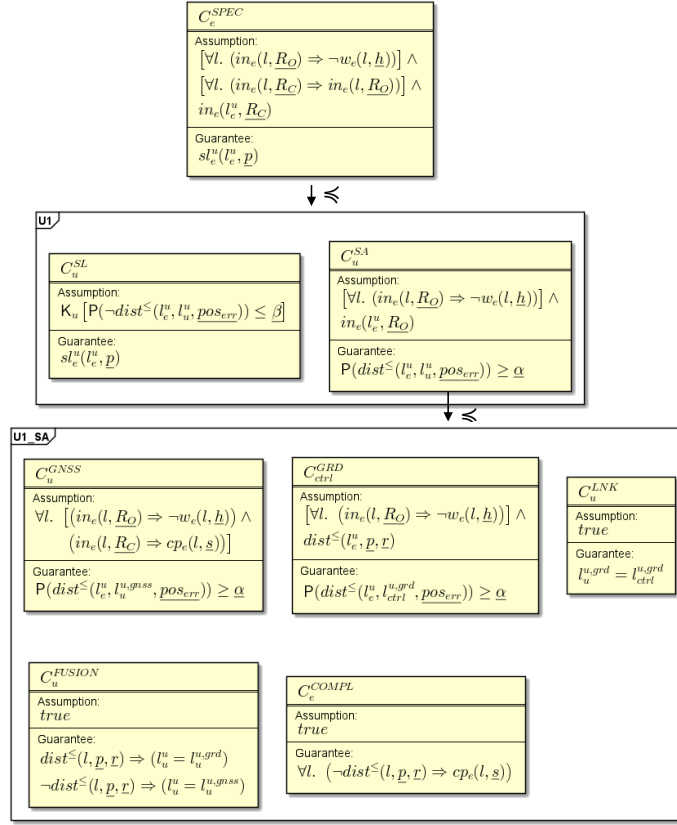 C_e^{SPEC}
Assumption:
[∀l. (in_e(l, R_O) ⇒ ¬w_e(l, h))] ∧
[∀l. (in_e(l, R_C) ⇒ in_e(l, R_O))] ∧
in_e(l_e^u, R_C)
Guarantee:
sl_e^u(l_e^u, p)
≼
U1
C_u^{SL}
Assumption:
K_u [P(¬dist^≤(l_e^u, l_u^u, pos_err)) ≤ β]
Guarantee:
sl_e^u(l_e^u, p)
C_u^{SA}
Assumption:
[∀l. (in_e(l, R_O) ⇒ ¬w_e(l, h))] ∧
in_e(l_e^u, R_O)
Guarantee:
P(dist^≤(l_e^u, l_u^u, pos_err)) ≥ α
≼
U1_SA
C_u^{GNSS}
Assumption:
∀l. [(in_e(l, R_O) ⇒ ¬w_e(l, h)) ∧
(in_e(l, R_C) ⇒ cp_e(l, s))]
Guarantee:
P(dist^≤(l_e^u, l_u^{u,gnss}, pos_err)) ≥ α
C_{ctrl}^{GRD}
Assumption:
[∀l. (in_e(l, R_O) ⇒ ¬w_e(l, h))] ∧
dist^≤(l_e^u, p, r)
Guarantee:
P(dist^≤(l_e^u, l_{ctrl}^{u,grd}, pos_err)) ≥ α
C_u^{LNK}
Assumption:
true
Guarantee:
l_u^{u,grd} = l_{ctrl}^{u,grd}
C_u^{FUSION}
Assumption:
true
Guarantee:
dist^≤(l, p, r) ⇒ (l_u^u = l_u^{u,grd})
¬dist^≤(l, p, r) ⇒ (l_u^u = l_u^{u,gnss})
C_e^{COMPL}
Assumption:
true
Guarantee:
∀l. (¬dist^≤(l, p, r) ⇒ cp_e(l, s))